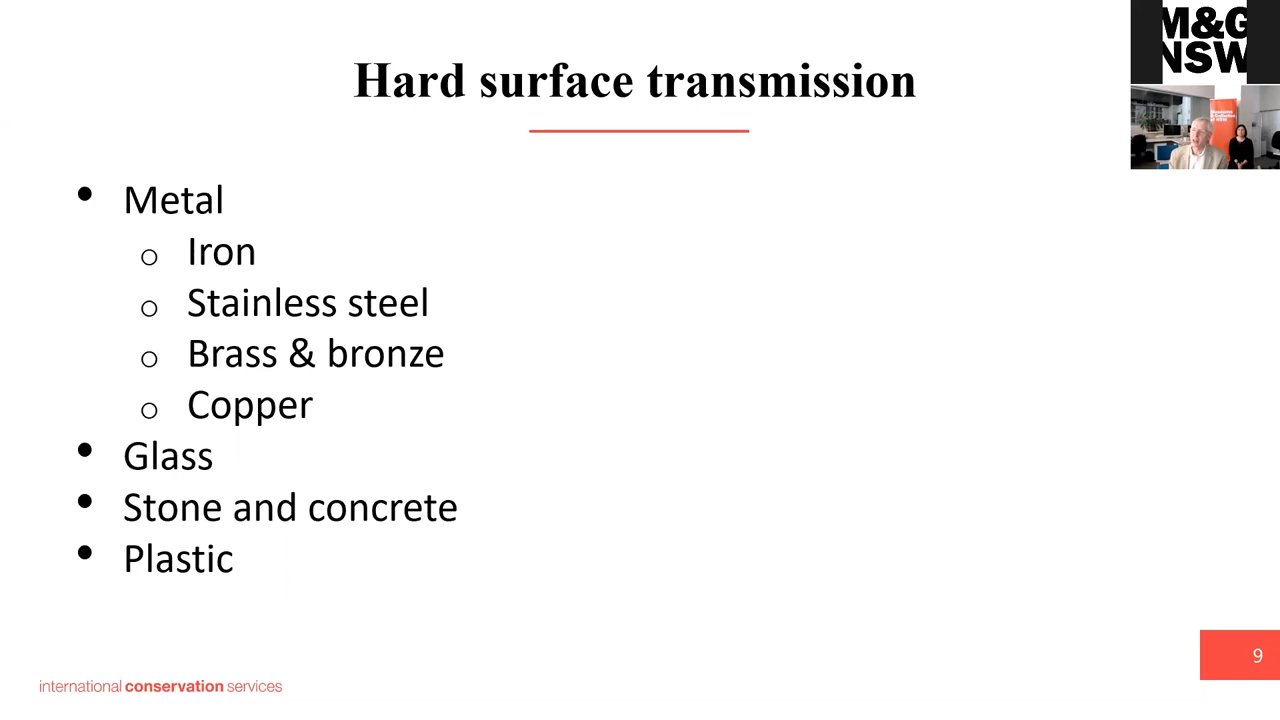 M&G
NSW
Hard surface transmission
• Metal
o Iron
o Stainless steel
o Brass & bronze
o Copper
• Glass
• Stone and concrete
• Plastic
9
international conservation services